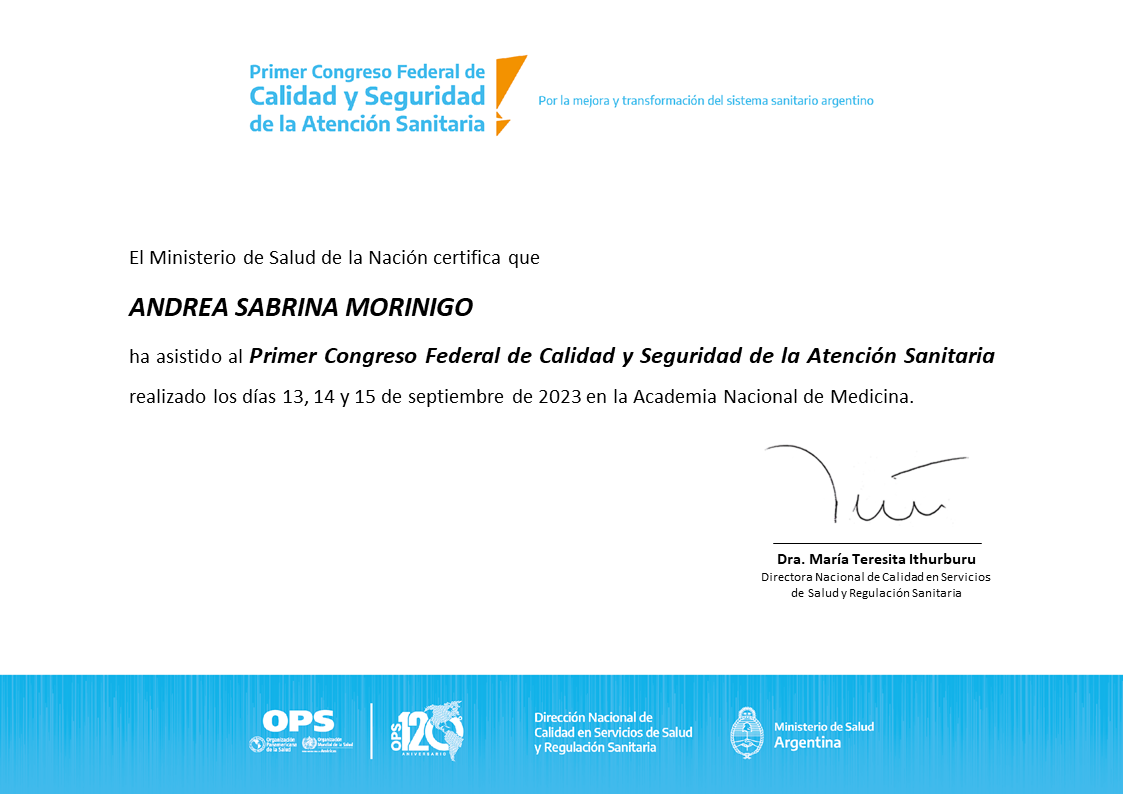 Primer Congreso Federal de
Calidad y Seguridad
de la Atención Sanitaria
Por la mejora y transformación del sistema sanitario argentino
El Ministerio de Salud de la Nación certifica que
ANDREA SABRINA MORINIGO
ha asistido al Primer Congreso Federal de Calidad y Seguridad de la Atención Sanitaria
realizado los días 13, 14 y 15 de septiembre de 2023 en la Academia Nacional de Medicina.
Dra. María Teresita Ithurburu
Directora Nacional de Calidad en Servicios
de Salud y Regulación Sanitaria
OPS
Organización
Panamericana
de la Salud
Organización
Mundial de la Salud
OPS
120
ANIVERSARIO
Dirección Nacional de
Calidad en Servicios de Salud
y Regulación Sanitaria
Ministerio de Salud
Argentina